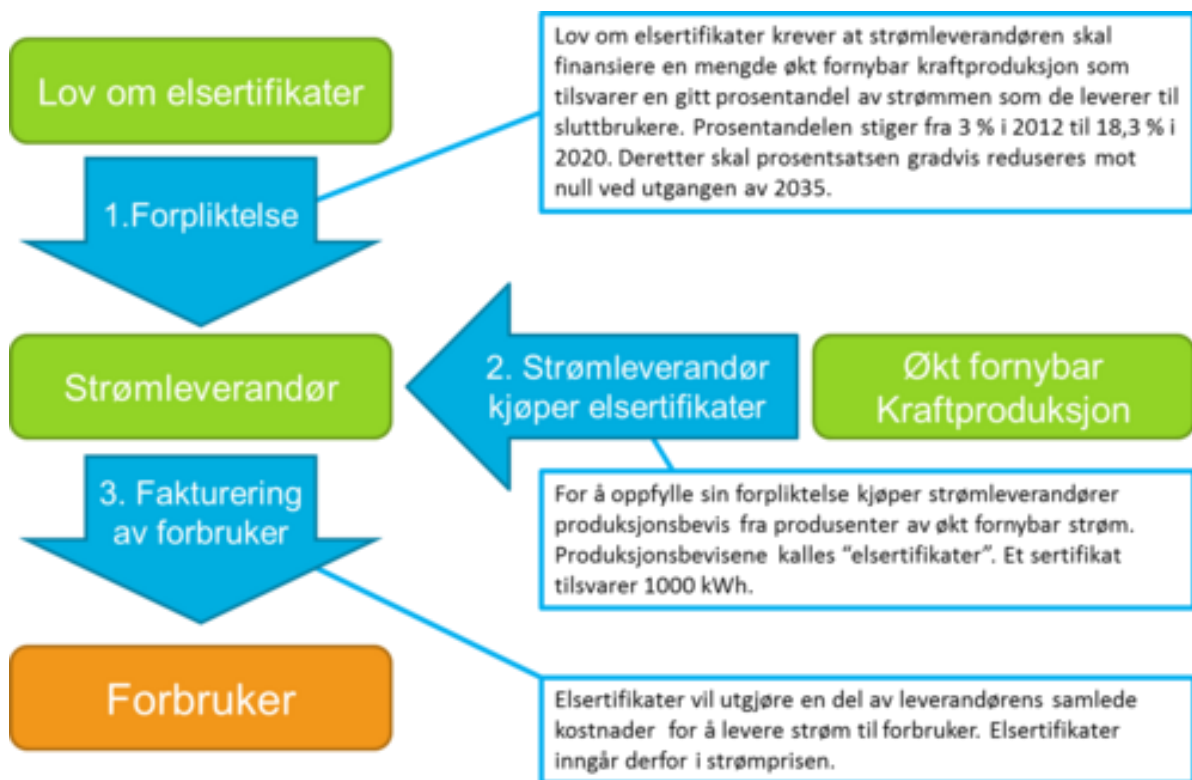 Lov om elsertifikater
Lov om elsertifikater krever at strømleverandøren skal
finansiere en mengde økt fornybar kraftproduksjon som
tilsvarer en gitt prosentandel av strømmen som de leverer til
sluttbrukere. Prosentandelen stiger fra 3 % i 2012 til 18,3 % i
2020. Deretter skal prosentsatsen gradvis reduseres mot
null ved utgangen av 2035.
1.Forpliktelse
Strømleverandør
2. Strømleverandør
kjøper elsertifikater
Økt fornybar
Kraftproduksjon
3. Fakturering
av forbruker
For å oppfylle sin forpliktelse kjøper strømleverandører
produksjonsbevis fra produsenter av økt fornybar strøm.
Produksjonsbevisene kalles “elsertifikater”. Et sertifikat
tilsvarer 1000 kWh.
Forbruker
Elsertifikater vil utgjøre en del av leverandørens samlede
kostnader for å levere strøm til forbruker. Elsertifikater
inngår derfor i strømprisen.